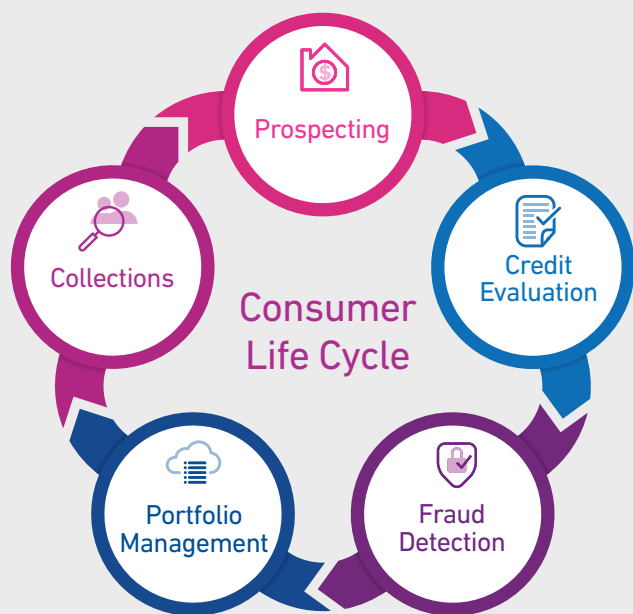 Prospecting
Credit
Evaluation
Fraud
Detection
Portfolio
Management
Collections
Consumer
Life Cycle